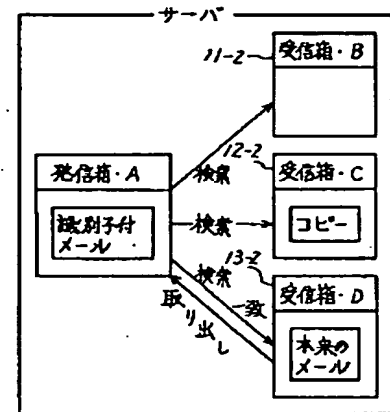 サーバ
11-2
受信箱・B
12-2
発信箱・A
検索
受信箱・C
識別子付
メール
検索
コピー
検索
13-2
一致
受信箱・D
取り出し
本来の
メール